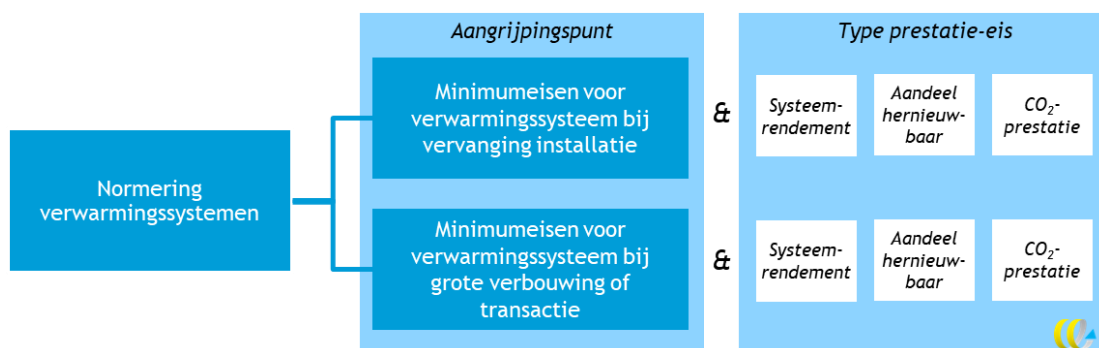 Aangrijpingspunt
Type prestatie-eis
Normering
verwarmingssystemen
Minimumeisen voor
verwarmingssysteem bij
vervanging installatie
&
Systeem-
rendement
Aandeel
hernieuw-
baar
CO₂-
prestatie
Minimumeisen voor
verwarmingssysteem bij
grote verbouwing of
transactie
&
Systeem-
rendement
Aandeel
hernieuw-
baar
CO₂-
prestatie